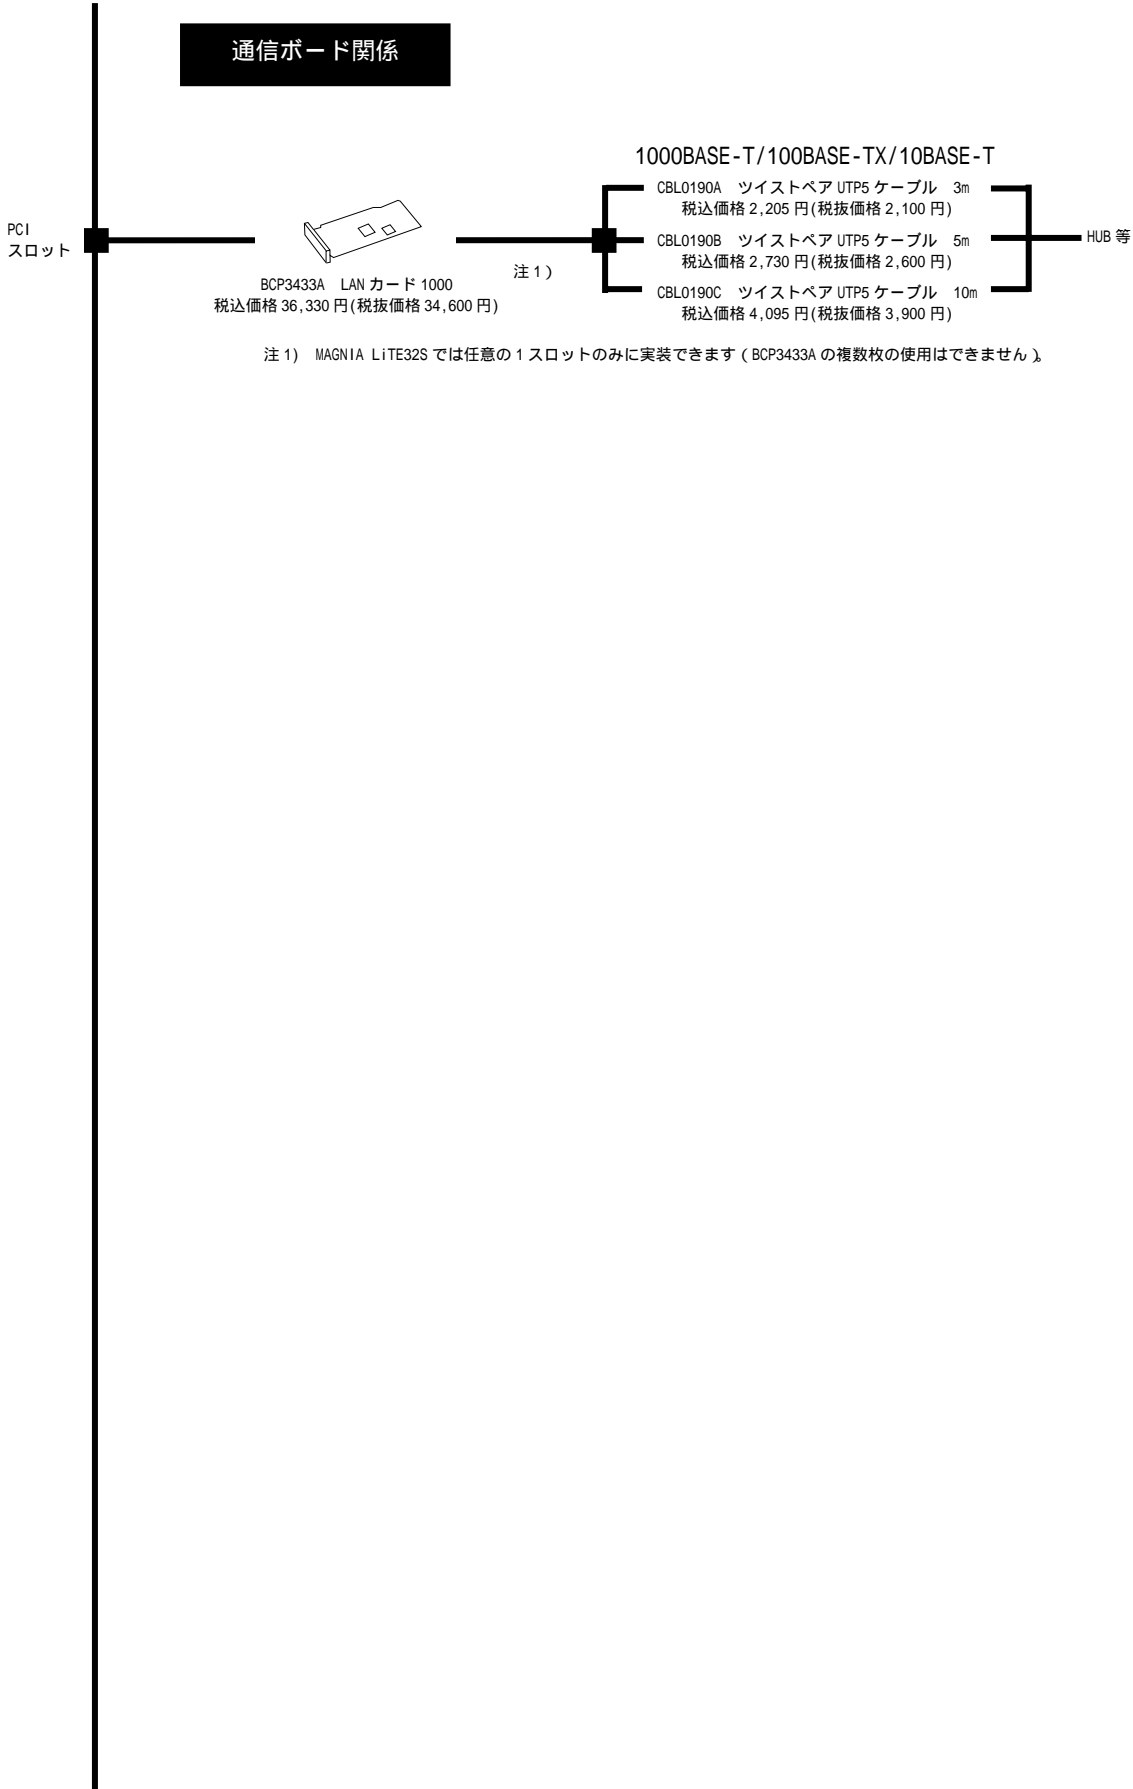 通信ボード関係
1000BASE-T/100BASE-TX/10BASE-T
CBL0190A　ツイストペア UTP5 ケーブル　3m
税込価格 2,205 円(税抜価格 2,100 円)
PCI
スロット
CBL0190B　ツイストペア UTP5 ケーブル　5m
税込価格 2,730 円(税抜価格 2,600 円)
HUB 等
注 1 )
BCP3433A　LAN カード 1000
税込価格 36,330 円(税抜価格 34,600 円)
CBL0190C　ツイストペア UTP5 ケーブル　10m
税込価格 4,095 円(税抜価格 3,900 円)
注 1)　MAGNIA LiTE32S では任意の 1 スロットのみに実装できます ( BCP3433A の複数枚の使用はできません )。